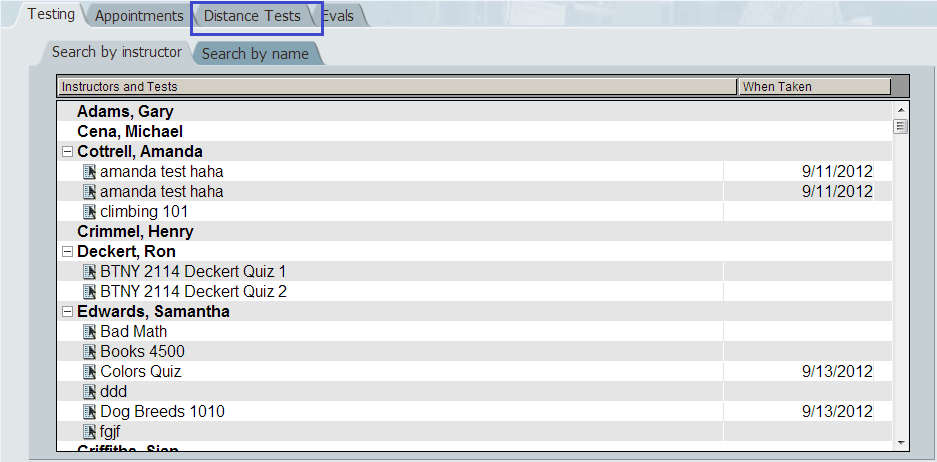 Testing Appointments Distance Tests Evals
Search by instructor Search by name
Instructors and Tests When Taken
Adams, Gary
Cena, Michael
Cottrell, Amanda
amanda test haha 9/11/2012
amanda test haha 9/11/2012
climbing 101
Crimmel, Henry
Deckert, Ron
BTNY 2114 Deckert Quiz 1
BTNY 2114 Deckert Quiz 2
Edwards, Samantha
Bad Math
Books 4500
Colors Quiz 9/13/2012
ddd
Dog Breeds 1010 9/13/2012
fgjf
Griffiths, Sian